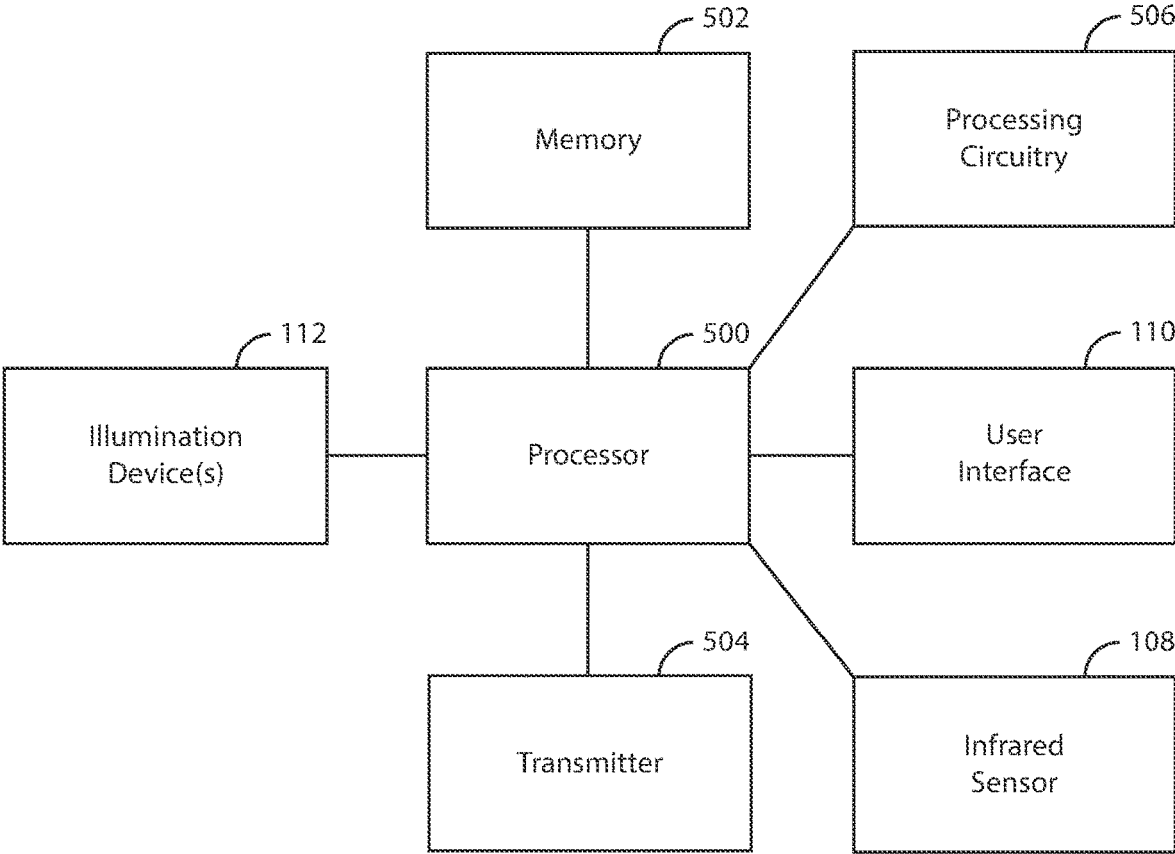 502
Memory
506
Processing
Circuitry
112
Illumination
Device(s)
500
Processor
110
User
Interface
504
Transmitter
108
Infrared
Sensor